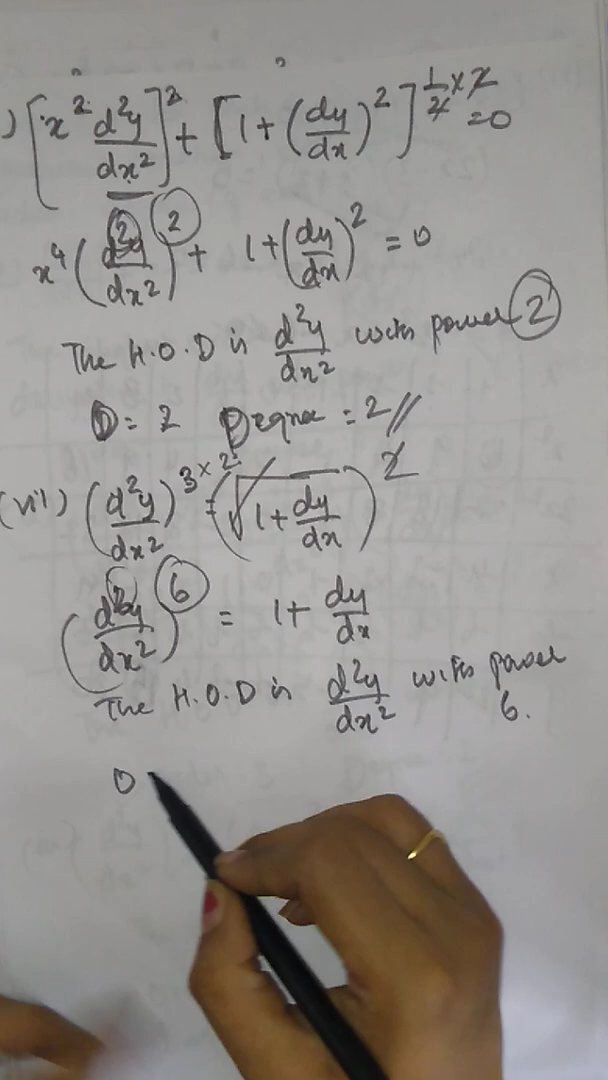 ) [x² d²y/dx²]² + [1 + (dy/dx)²]^(1/2 × 2) = 0
x⁴ (d²y/dx²)² + 1 + (dy/dx)² = 0
The H.O.D is d²y/dx² with power 2
O = 2 Degree = 2 //
(vii) (d²y/dx²)^(3×2) = (√(1 + dy/dx))²
(d²y/dx²)⁶ = 1 + dy/dx
The H.O.D is d²y/dx² with power
6.
O